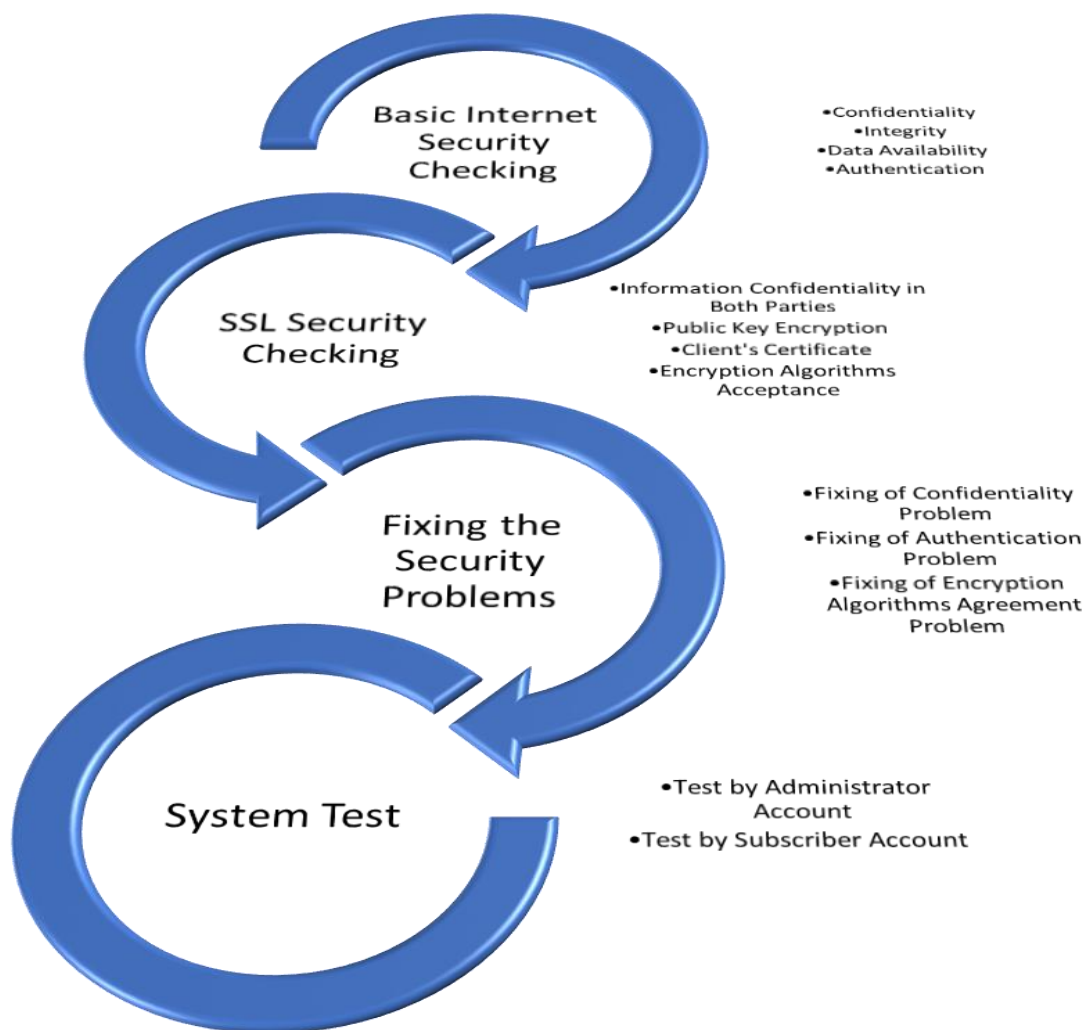 Basic Internet
Security
Checking
•Confidentiality
•Integrity
•Data Availability
•Authentication
SSL Security
Checking
•Information Confidentiality in
Both Parties
•Public Key Encryption
•Client's Certificate
•Encryption Algorithms
Acceptance
Fixing the
Security
Problems
•Fixing of Confidentiality
Problem
•Fixing of Authentication
Problem
•Fixing of Encryption
Algorithms Agreement
Problem
System Test
•Test by Administrator
Account
•Test by Subscriber Account